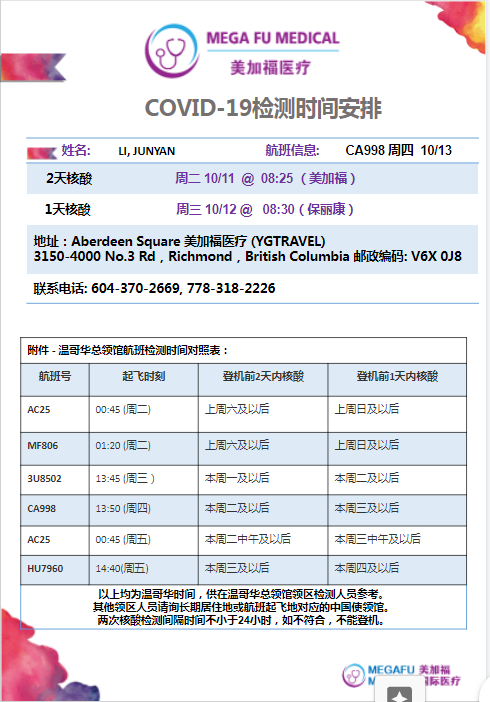 MEGA FU MEDICAL
美加福医疗
COVID-19检测时间安排
姓名: LI, JUNYAN 航班信息: CA998 周四 10/13
2天核酸 周二 10/11 @ 08:25（美加福）
1天核酸 周三 10/12 @ 08:30（保丽康）
地址：Aberdeen Square 美加福医疗 (YGTRAVEL)
3150-4000 No.3 Rd，Richmond，British Columbia 邮政编码: V6X 0J8
联系电话: 604-370-2669, 778-318-2226
附件 - 温哥华总领馆航班检测时间对照表：
航班号 起飞时刻 登机前2天内核酸 登机前1天内核酸
AC25 00:45 (周二) 上周六及以后 上周日及以后
MF806 01:20 (周二) 上周六及以后 上周日及以后
3U8502 13:45 (周三 ) 本周一及以后 本周二及以后
CA998 13:50 (周四) 本周二及以后 本周三及以后
AC25 00:45 (周五) 本周二中午及以后 本周三中午及以后
HU7960 14:40(周五) 本周三及以后 本周四及以后
以上均为温哥华时间，供在温哥华总领馆领区检测人员参考。
其他领区人员请询长期居住地或航班起飞地对应的中国使领馆。
两次核酸检测间隔时间不小于24小时，如不符合，不能登机。
MEGAFU 美加福
国际医疗